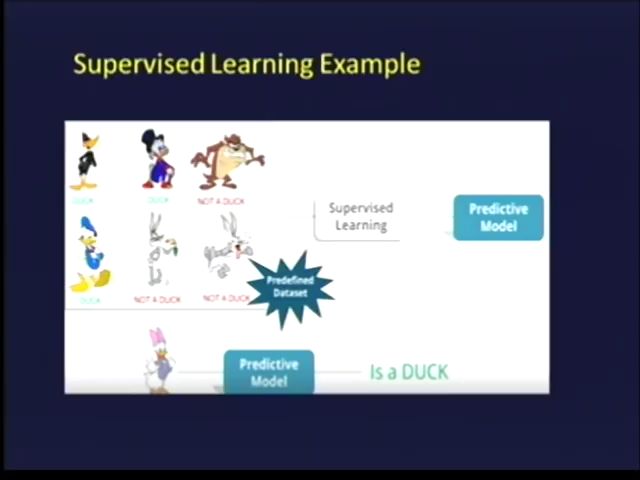 Supervised Learning Example
DUCK
DUCK
NOT A DUCK
Supervised
Learning
Predictive
Model
DUCK
NOT A DUCK
NOT A DUCK
Predefined
Dataset
Predictive
Model
Is a DUCK